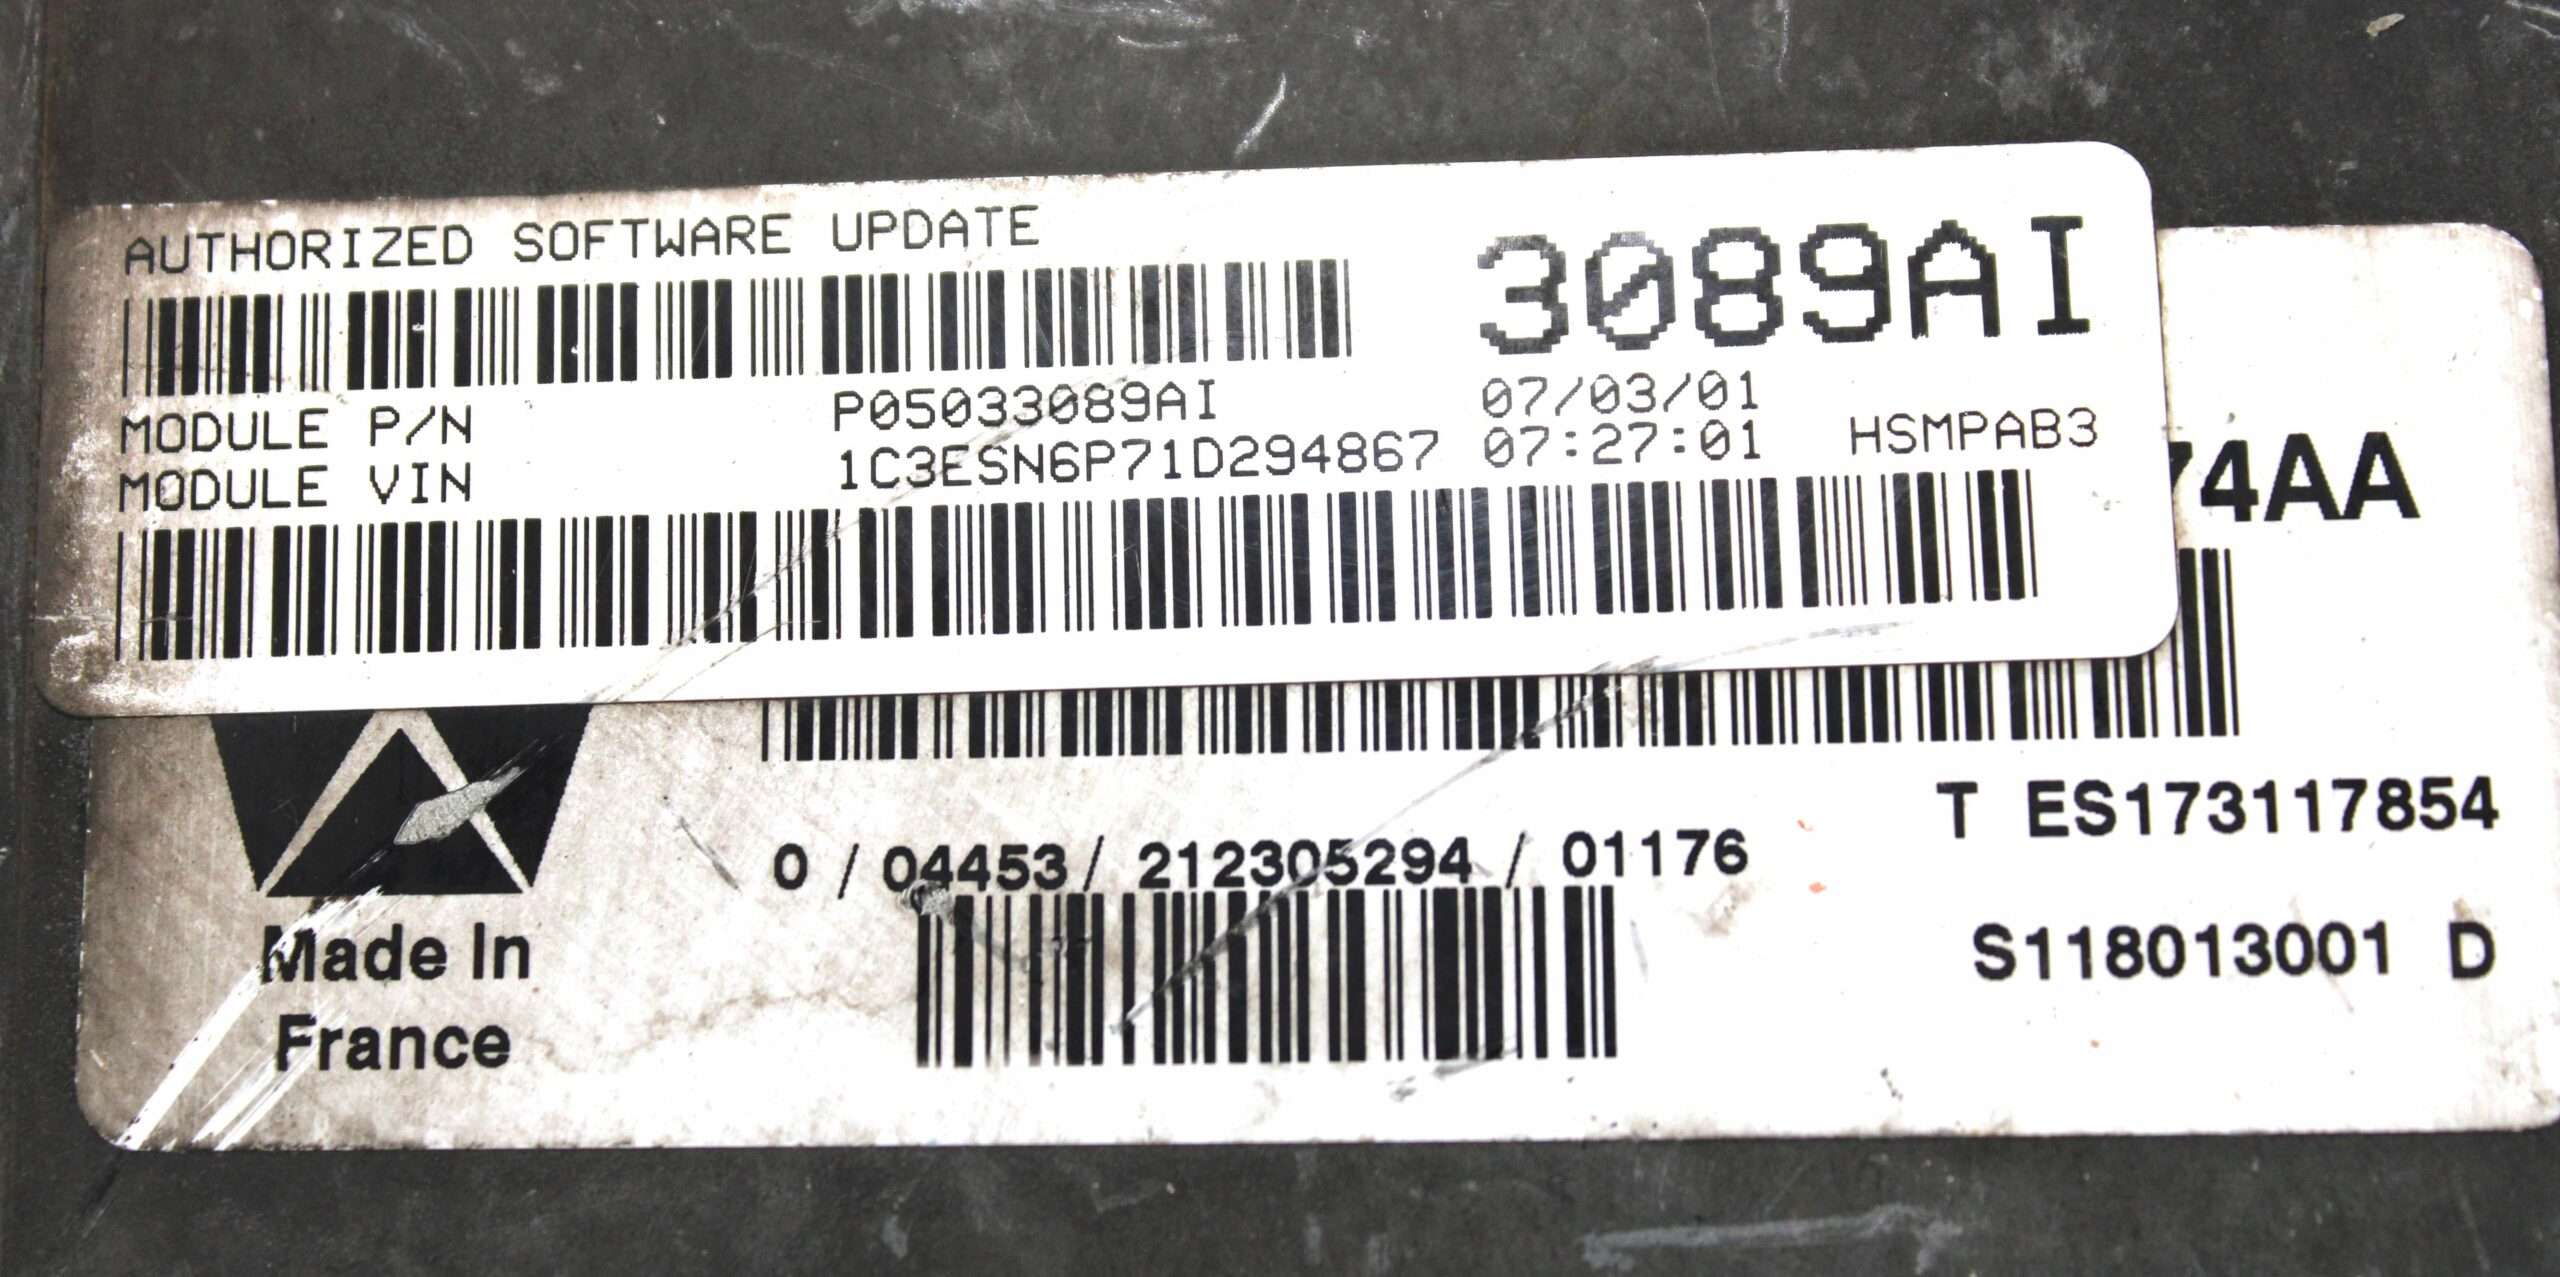 AUTHORIZED SOFTWARE UPDATE
3089AI
MODULE P/N P05033089AI 07/03/01
MODULE VIN 1C3ESN6P71D294867 07:27:01 HSMPAB3
74AA
T ES173117854
0 / 04453 / 212305294 / 01176
S118013001 D
Made In
France